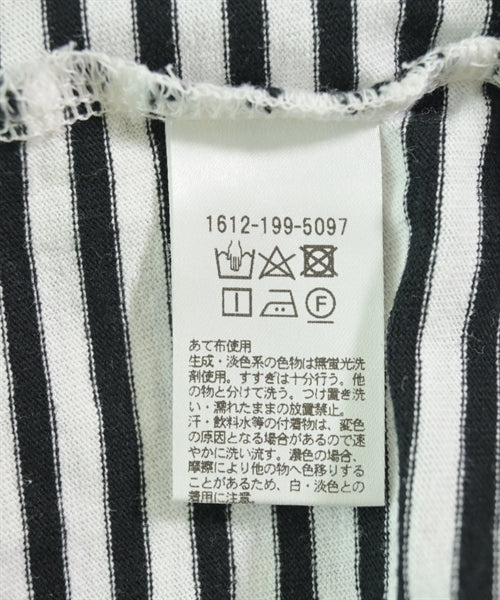 1612-199-5097
F
あて布使用
生成・淡色系の色物は無蛍光洗
剤使用。すすぎは十分行う。他
の物と分けて洗う。つけ置き洗
い・濡れたままの放置禁止。
汗・飲料水等の付着物は、変色
の原因となる場合があるので速
やかに洗い流す。濃色の場合、
摩擦により他の物へ色移りする
ことがあるため、白・淡色との
着用に注意。